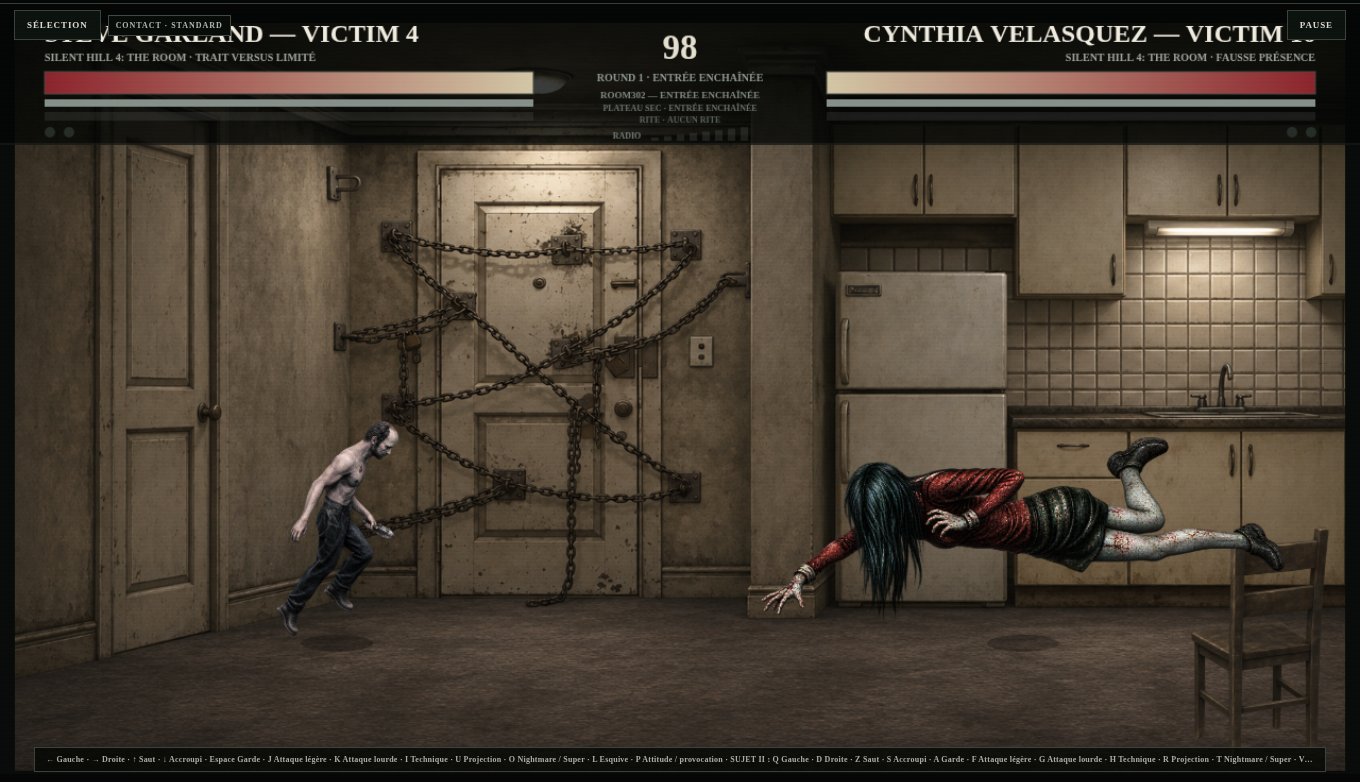 SÉLECTION
CONTACT · STANDARD
PAUSE
STEVE GARLAND — VICTIM 4
SILENT HILL 4: THE ROOM · TRAIT VERSUS LIMITÉ
98
ROUND 1 · ENTRÉE ENCHAÎNÉE
ROOM302 — ENTRÉE ENCHAÎNÉE
PLATEAU SEC · ENTRÉE ENCHAÎNÉE
RITE · AUCUN RITE
RADIO
CYNTHIA VELASQUEZ — VICTIM
SILENT HILL 4: THE ROOM · FAUSSE PRÉSENCE
← Gauche · → Droite · ↑ Saut · ↓ Accroupi · Espace Garde · J Attaque légère · K Attaque lourde · I Technique · U Projection · O Nightmare / Super · L Esquive · P Attitude / provocation · SUJET II : Q Gauche · D Droite · Z Saut · S Accroupi · A Garde · F Attaque légère · G Attaque lourde · H Technique · R Projection · T Nightmare / Super · V…